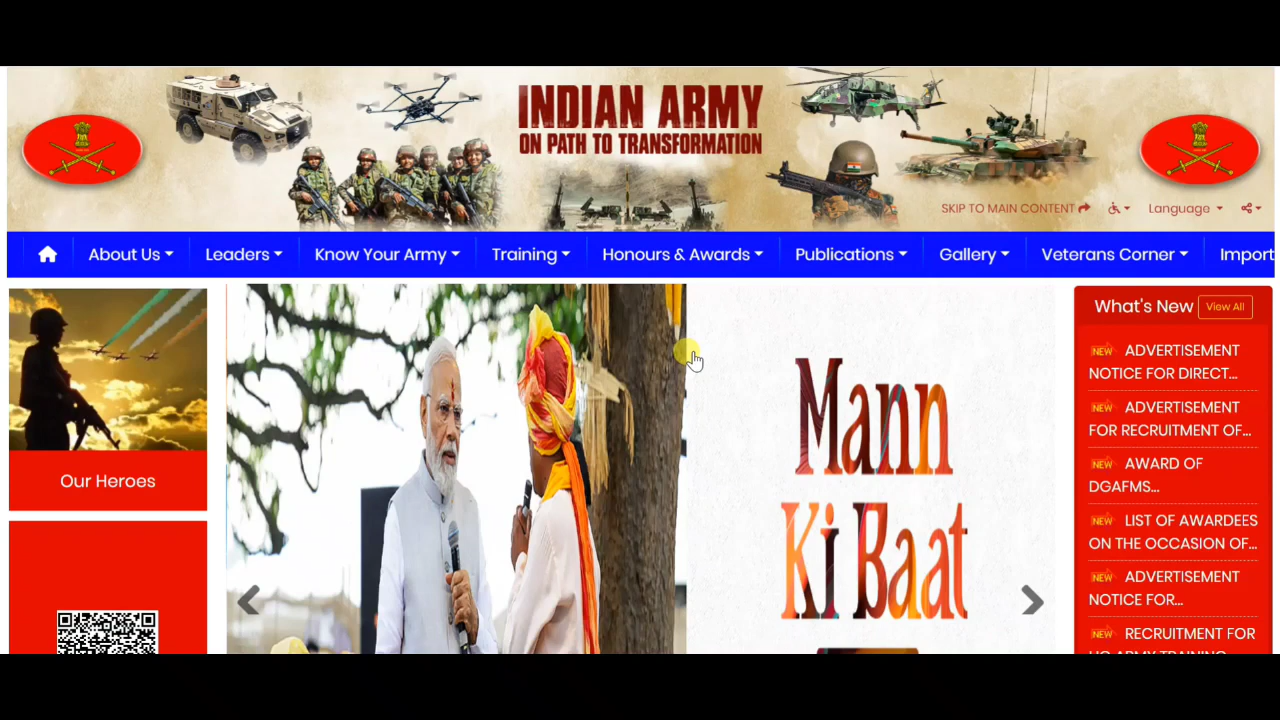 INDIAN ARMY
ON PATH TO TRANSFORMATION
SKIP TO MAIN CONTENT
Language
About Us
Leaders
Know Your Army
Training
Honours & Awards
Publications
Gallery
Veterans Corner
Import
Our Heroes
Mann
Ki Baat
What's New
View All
NEW ADVERTISEMENT
NOTICE FOR DIRECT...
NEW ADVERTISEMENT
FOR RECRUITMENT OF...
NEW AWARD OF
DGAFMS...
NEW LIST OF AWARDEES
ON THE OCCASION OF...
NEW ADVERTISEMENT
NOTICE FOR...
NEW RECRUITMENT FOR
HQ ARMY TRAINING